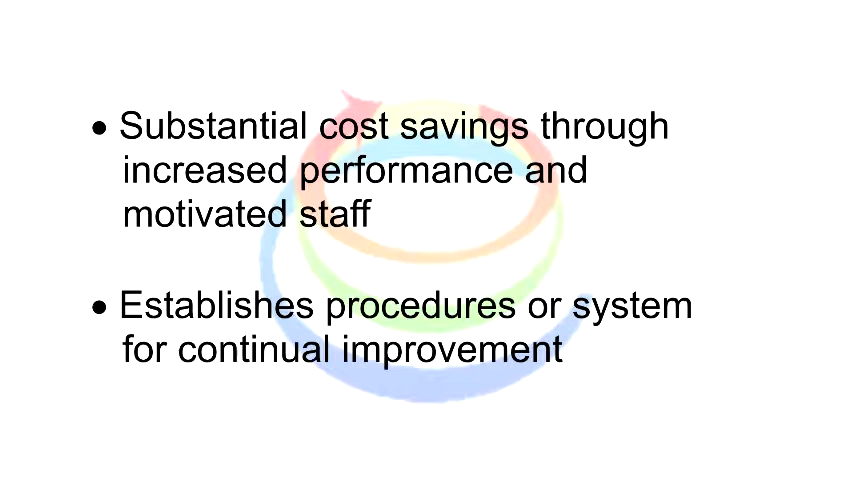 • Substantial cost savings through
increased performance and
motivated staff
• Establishes procedures or system
for continual improvement